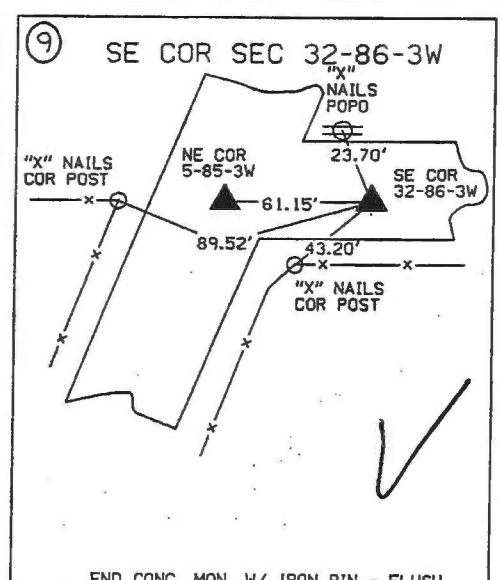 9
SE COR SEC 32-86-3W
"X"
NAILS
POPO
23.70'
"X" NAILS
COR POST
NE COR
5-85-3W
SE COR
32-86-3W
61.15'
89.52'
43.20'
"X" NAILS
COR POST
CONC. MON. W/ IRON PIN - FLUSH